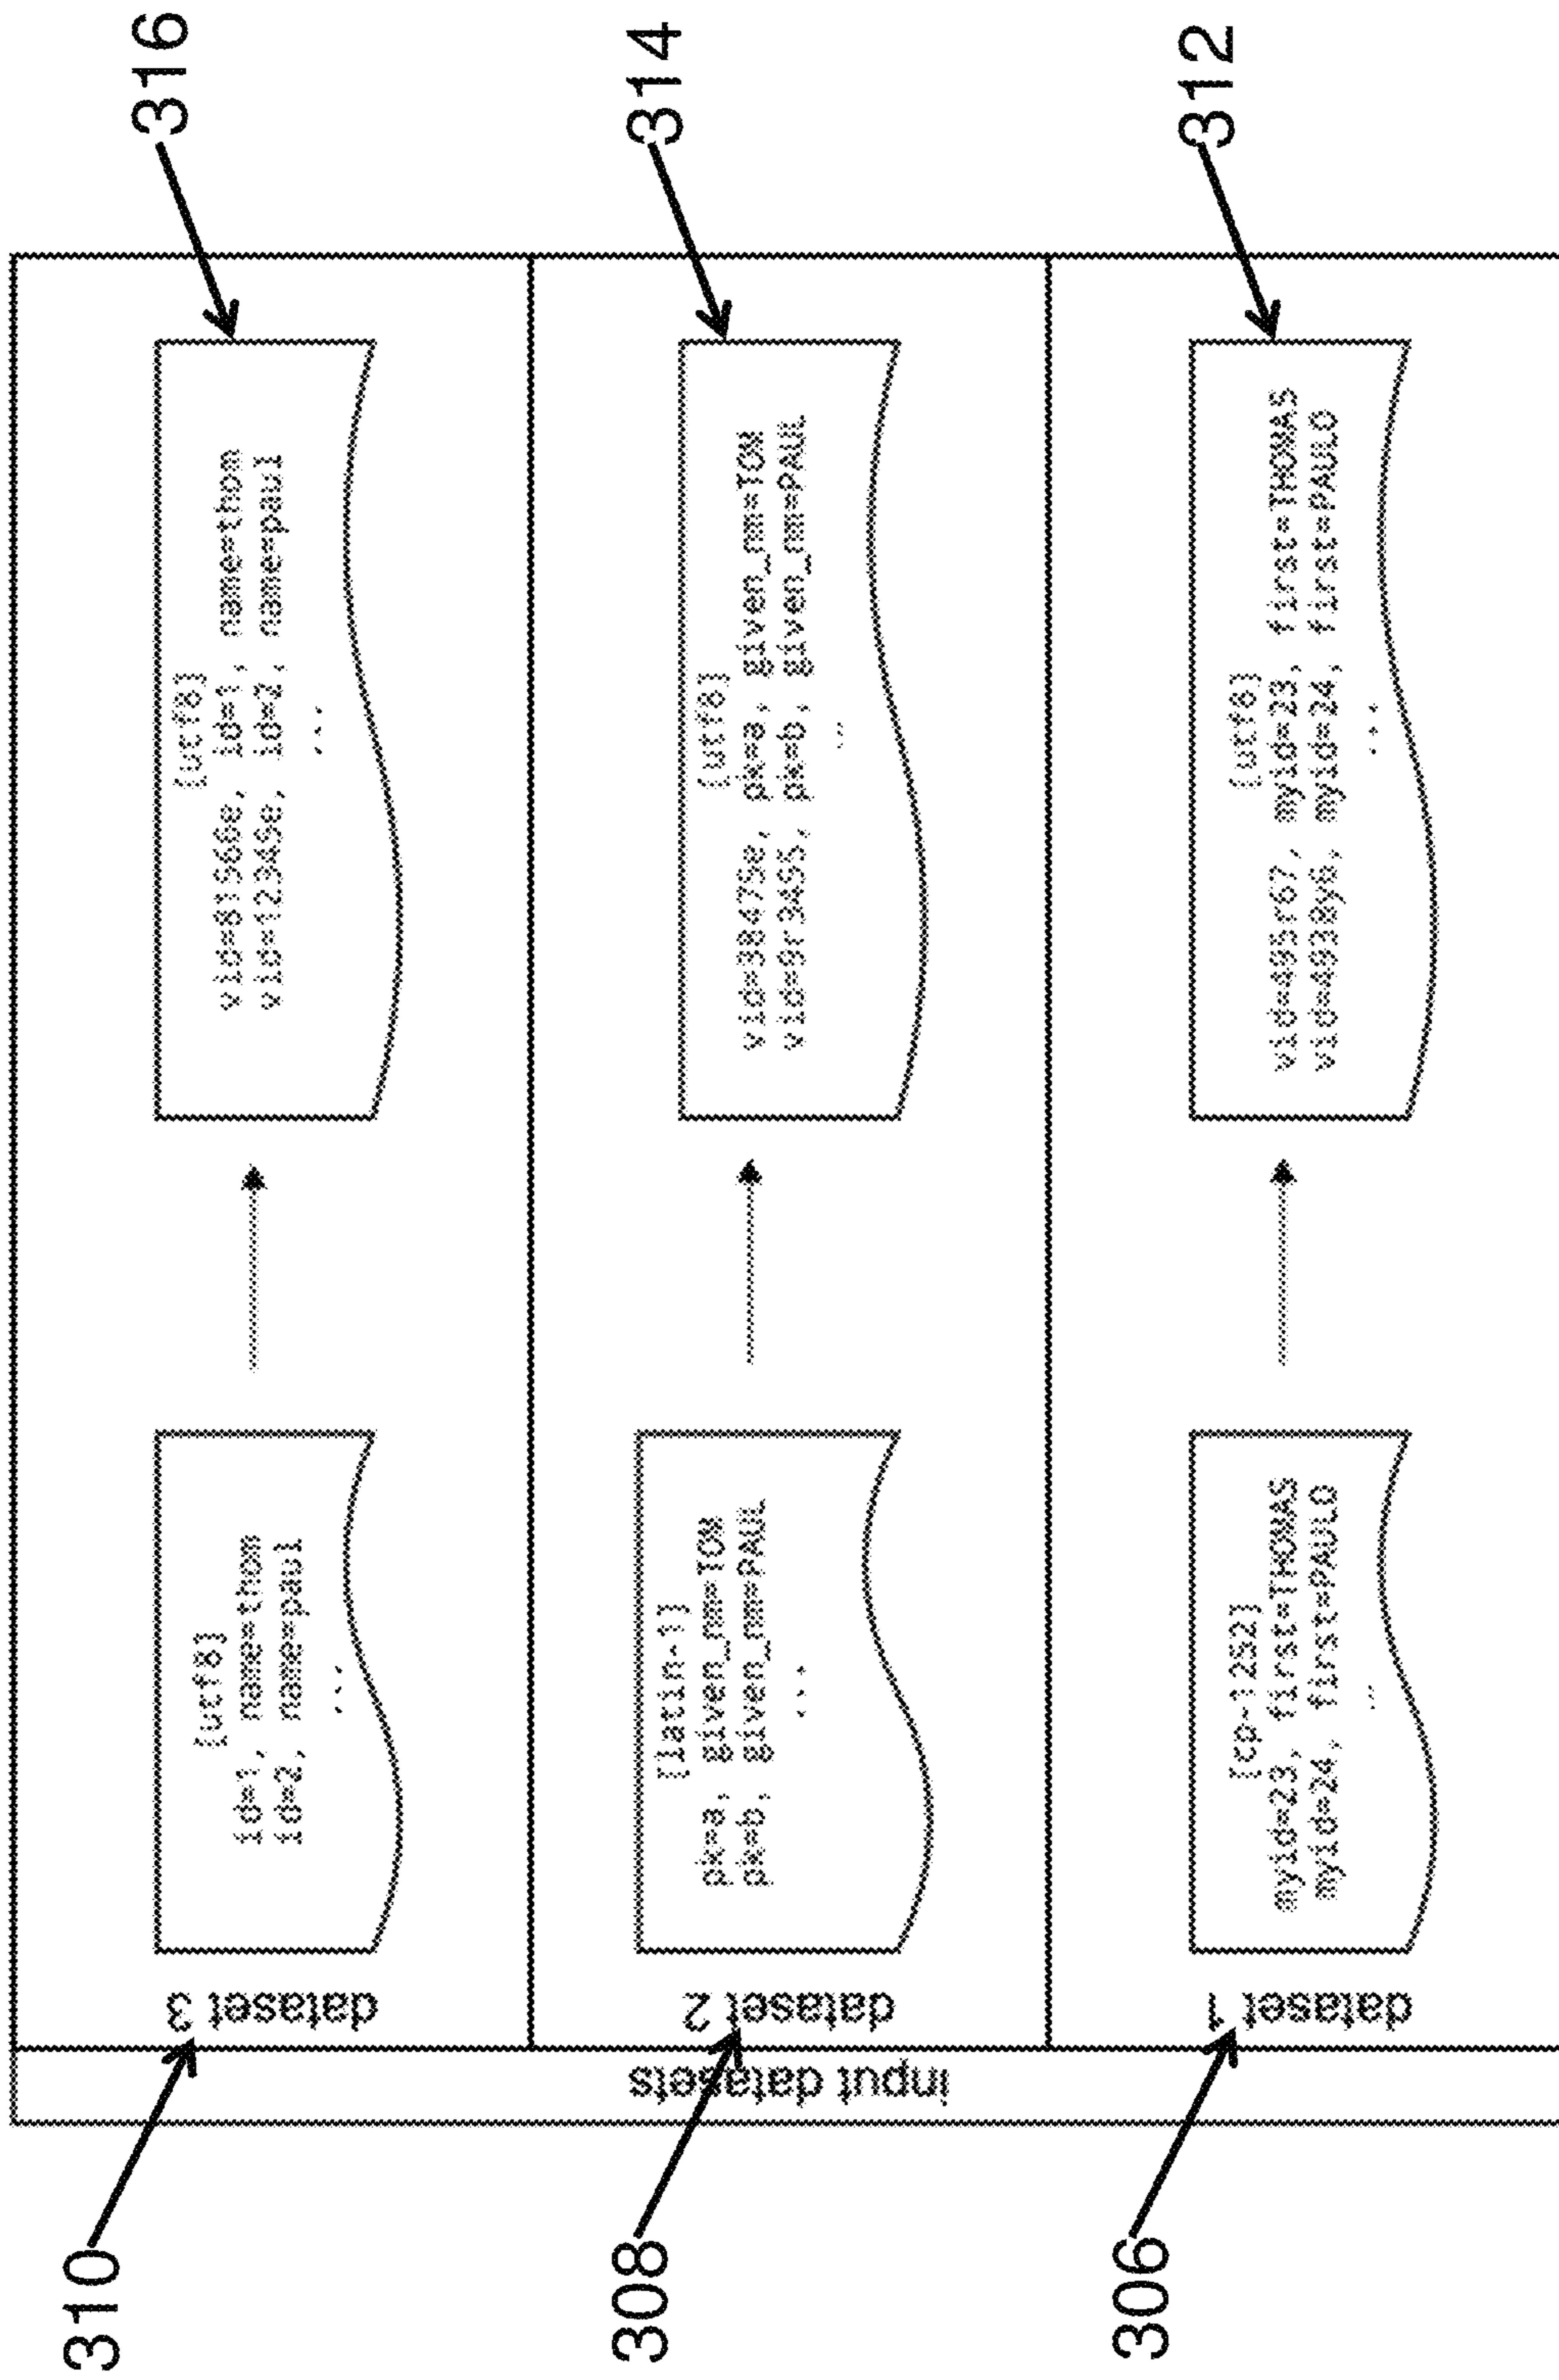 input datasets
310
dataset 3
[utf8]
id=1, name=thom
id=2, name=paul
...
[utf8]
vid=81566e, id=1, name=thom
vid=12345e, id=2, name=paul
...
316
308
dataset 2
[latin-1]
pk=a, given_nm=TOM
pk=b, given_nm=PAUL
...
[utf8]
vid=38475e, pk=a, given_nm=TOM
vid=9r3455, pk=b, given_nm=PAUL
...
314
306
dataset 1
[cp-1252]
myid=23, first=THOMAS
myid=24, first=PAULO
...
[utf8]
vid=495r67, myid=23, first=THOMAS
vid=4938y6, myid=24, first=PAULO
...
312